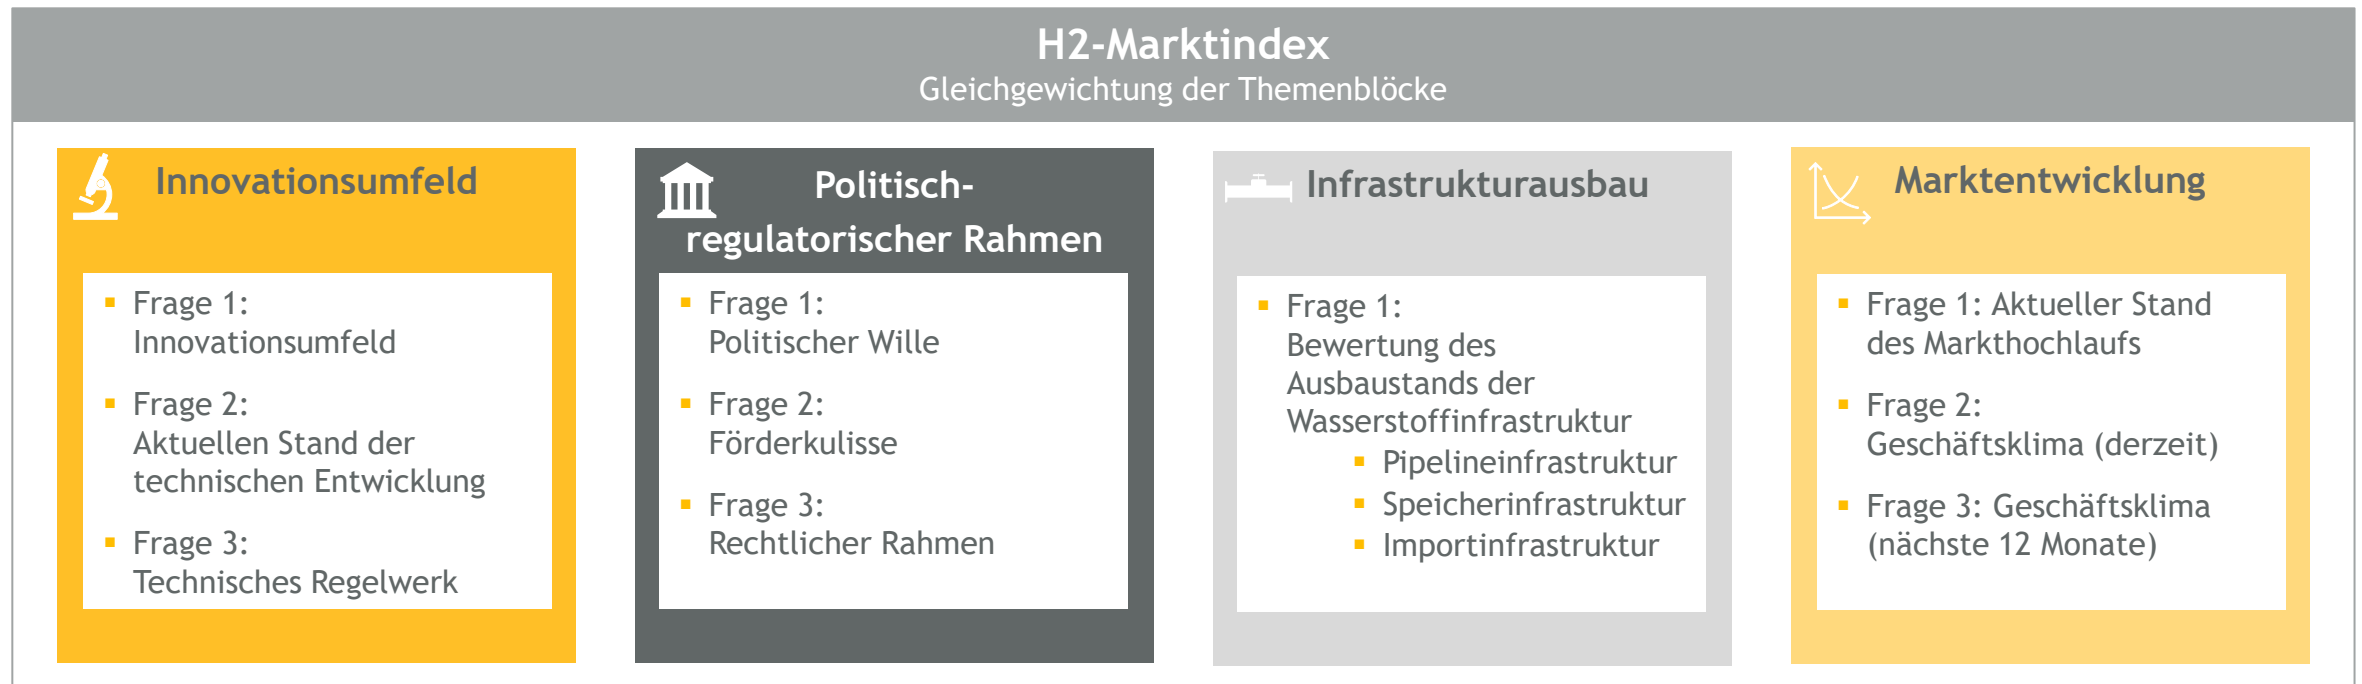 H2-Marktindex
Gleichgewichtung der Themenblöcke
Innovationsumfeld
Frage 1:
Innovationsumfeld
Frage 2:
Aktuellen Stand der
technischen Entwicklung
Frage 3:
Technisches Regelwerk
Politisch-
regulatorischer Rahmen
Frage 1:
Politischer Wille
Frage 2:
Förderkulisse
Frage 3:
Rechtlicher Rahmen
Infrastrukturausbau
Frage 1:
Bewertung des
Ausbaustands der
Wasserstoffinfrastruktur
Pipelineinfrastruktur
Speicherinfrastruktur
Importinfrastruktur
Marktentwicklung
Frage 1: Aktueller Stand
des Markthochlaufs
Frage 2:
Geschäftsklima (derzeit)
Frage 3: Geschäftsklima
(nächste 12 Monate)